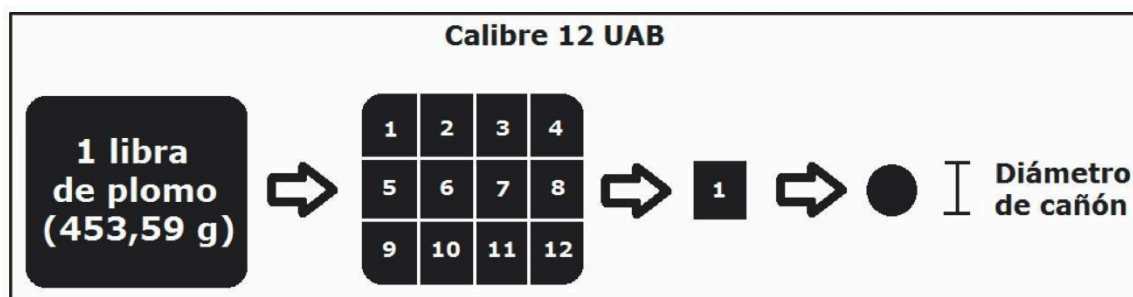 Calibre 12 UAB
1 libra
de plomo
(453,59 g)
1 2 3 4
5 6 7 8
9 10 11 12
1
Diámetro
de cañón